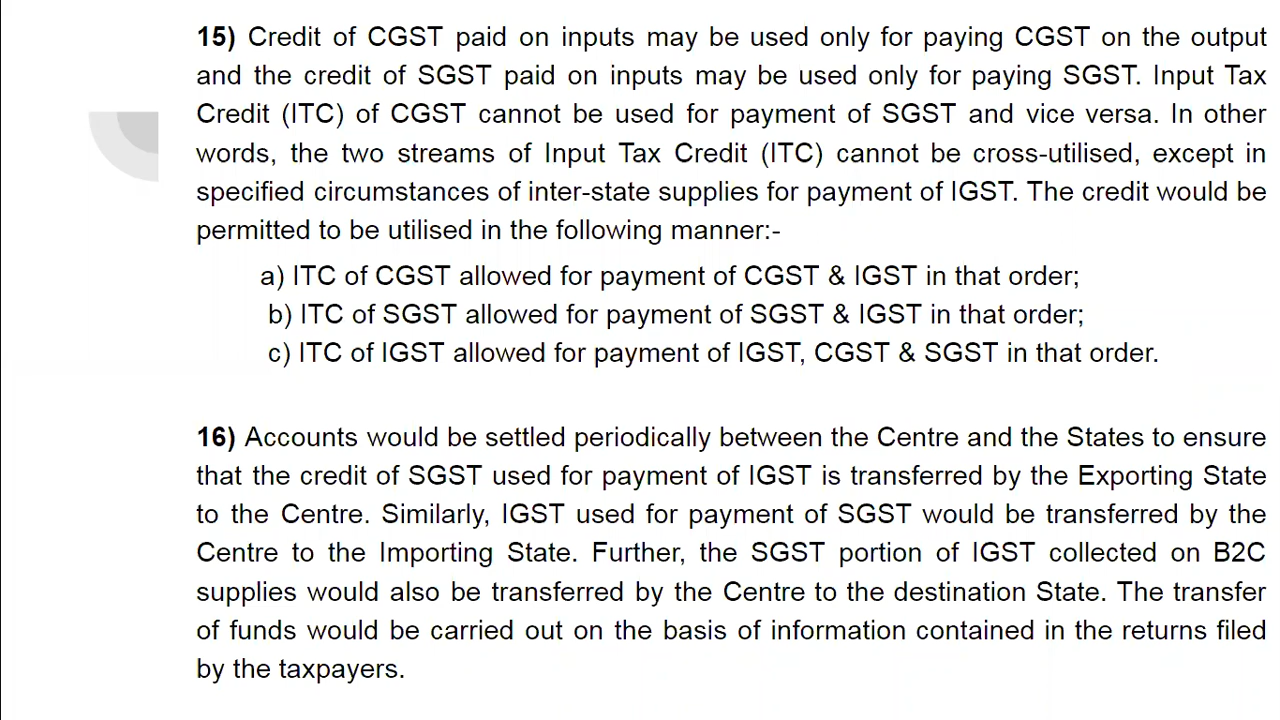 15) Credit of CGST paid on inputs may be used only for paying CGST on the output
and the credit of SGST paid on inputs may be used only for paying SGST. Input Tax
Credit (ITC) of CGST cannot be used for payment of SGST and vice versa. In other
words, the two streams of Input Tax Credit (ITC) cannot be cross-utilised, except in
specified circumstances of inter-state supplies for payment of IGST. The credit would be
permitted to be utilised in the following manner:-
a) ITC of CGST allowed for payment of CGST & IGST in that order;
b) ITC of SGST allowed for payment of SGST & IGST in that order;
c) ITC of IGST allowed for payment of IGST, CGST & SGST in that order.
16) Accounts would be settled periodically between the Centre and the States to ensure
that the credit of SGST used for payment of IGST is transferred by the Exporting State
to the Centre. Similarly, IGST used for payment of SGST would be transferred by the
Centre to the Importing State. Further, the SGST portion of IGST collected on B2C
supplies would also be transferred by the Centre to the destination State. The transfer
of funds would be carried out on the basis of information contained in the returns filed
by the taxpayers.